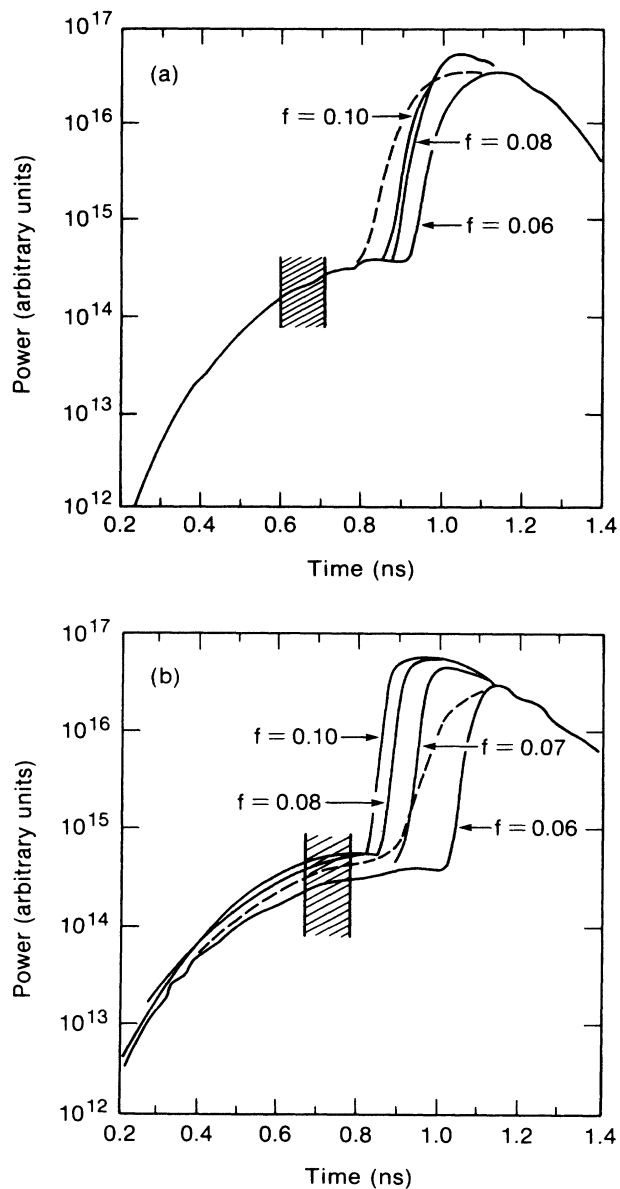 10^17
(a)
f = 0.10
10^16
f = 0.08
Power (arbitrary units)
10^15
f = 0.06
10^14
10^13
10^12
0.2 0.4 0.6 0.8 1.0 1.2 1.4
Time (ns)
10^17
(b)
10^16
f = 0.10
f = 0.07
Power (arbitrary units)
f = 0.08
10^15
f = 0.06
10^14
10^13
10^12
0.2 0.4 0.6 0.8 1.0 1.2 1.4
Time (ns)